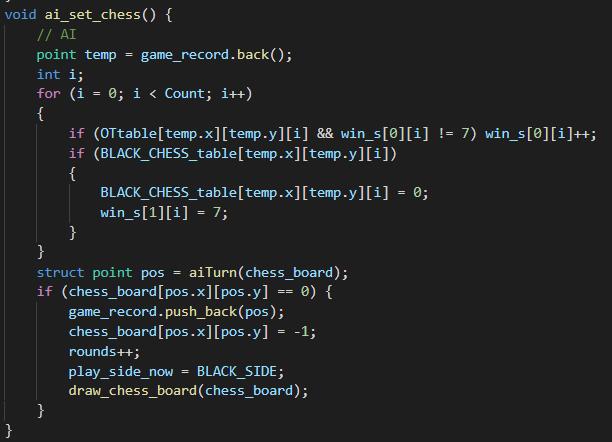 void ai_set_chess() {
    // AI
    point temp = game_record.back();
    int i;
    for (i = 0; i < Count; i++)
    {
        if (OTtable[temp.x][temp.y][i] && win_s[0][i] != 7) win_s[0][i]++;
        if (BLACK_CHESS_table[temp.x][temp.y][i])
        {
            BLACK_CHESS_table[temp.x][temp.y][i] = 0;
            win_s[1][i] = 7;
        }
    }
    struct point pos = aiTurn(chess_board);
    if (chess_board[pos.x][pos.y] == 0) {
        game_record.push_back(pos);
        chess_board[pos.x][pos.y] = -1;
        rounds++;
        play_side_now = BLACK_SIDE;
        draw_chess_board(chess_board);
    }
}